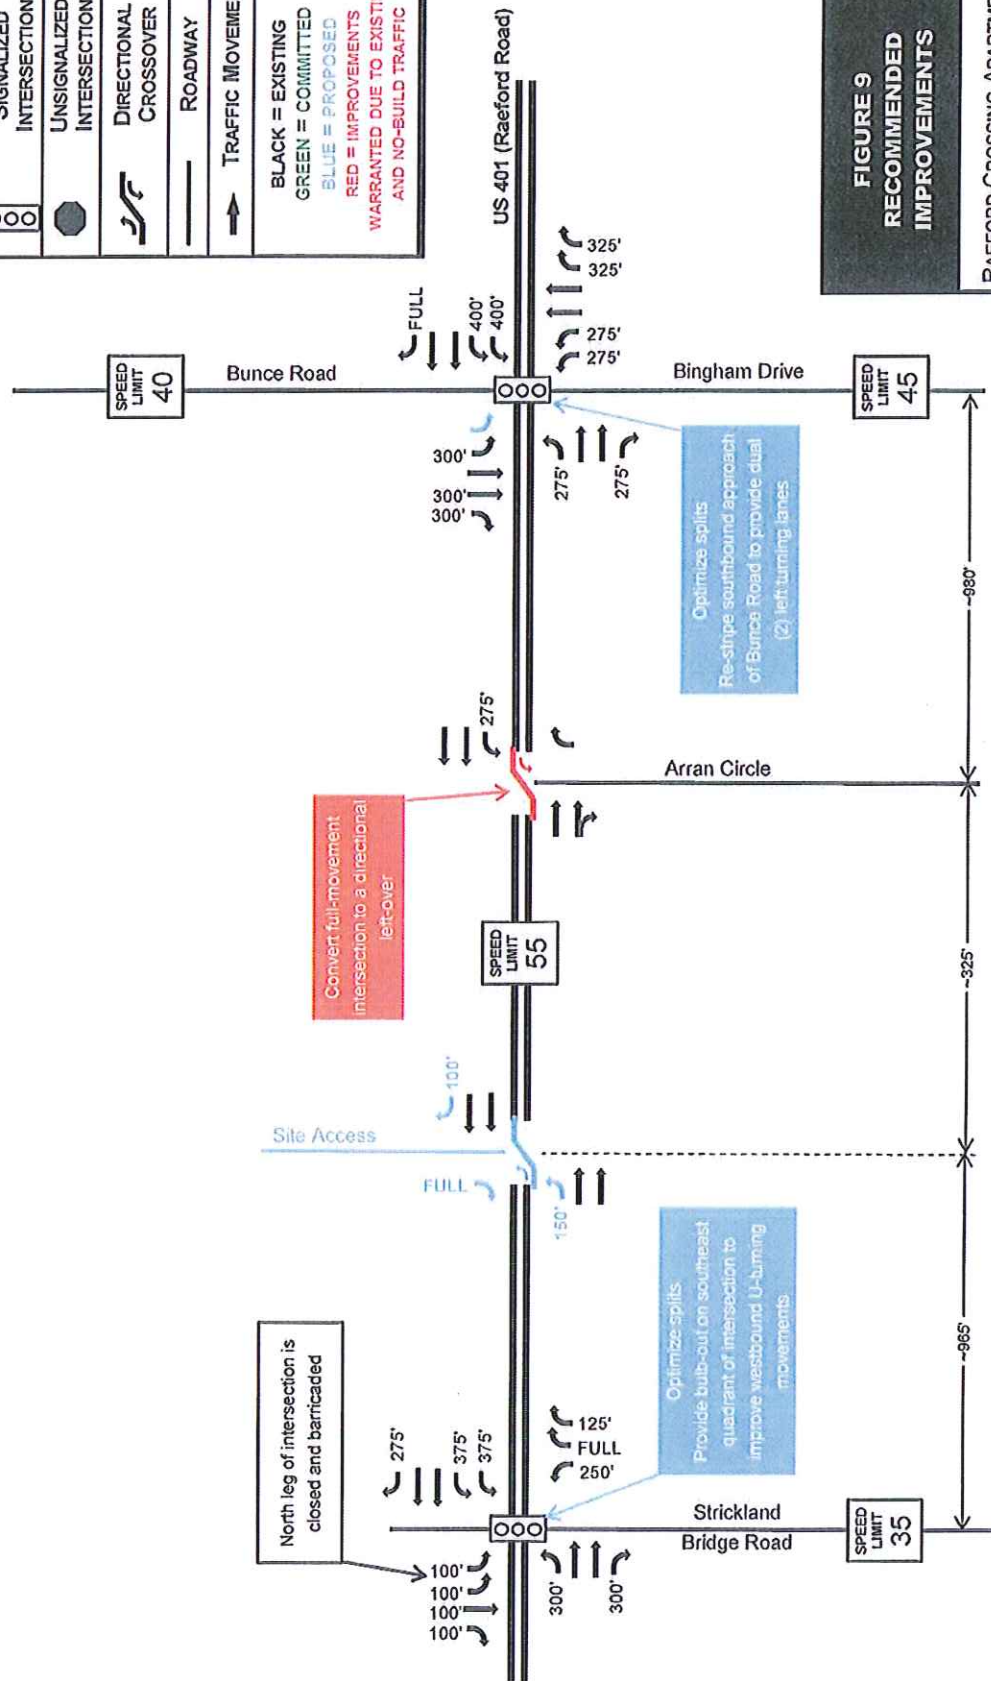 SIGNALIZED
INTERSECTION
UNSIGNALIZED
INTERSECTION
DIRECTIONAL
CROSSOVER
ROADWAY
TRAFFIC MOVEME
BLACK = EXISTING
GREEN = COMMITTED
BLUE = PROPOSED
RED = IMPROVEMENTS
WARRANTED DUE TO EXISTI
AND NO-BUILD TRAFFIC
US 401 (Raeford Road)
FIGURE 9
RECOMMENDED
IMPROVEMENTS
SPEED
LIMIT
40
Bunce Road
FULL
400'
400'
300'
300'
300'
325'
325'
275'
275'
275'
275'
Bingham Drive
SPEED
LIMIT
45
Optimize splits
Re-stripe southbound approach
of Bunce Road to provide dual
(2) left turning lanes
~980'
275'
Arran Circle
Convert full-movement
intersection to a directional
left-over
SPEED
LIMIT
55
~325'
100'
Site Access
FULL
150'
Optimize splits
Provide bulb-out on southeast
quadrant of intersection to
improve westbound U-turning
movements
~965'
North leg of intersection is
closed and barricaded
275'
375'
375'
125'
FULL
250'
100'
100'
100'
100'
300'
300'
Strickland
Bridge Road
SPEED
LIMIT
35